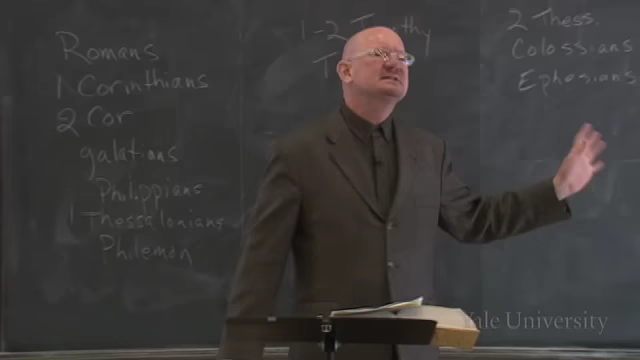 Romans
1 Corinthians
2 Cor
galatians
Philippians
1 Thessalonians
Philemon
1-2 Timothy
T
2 Thess.
Colossians
Ephesians
Yale University